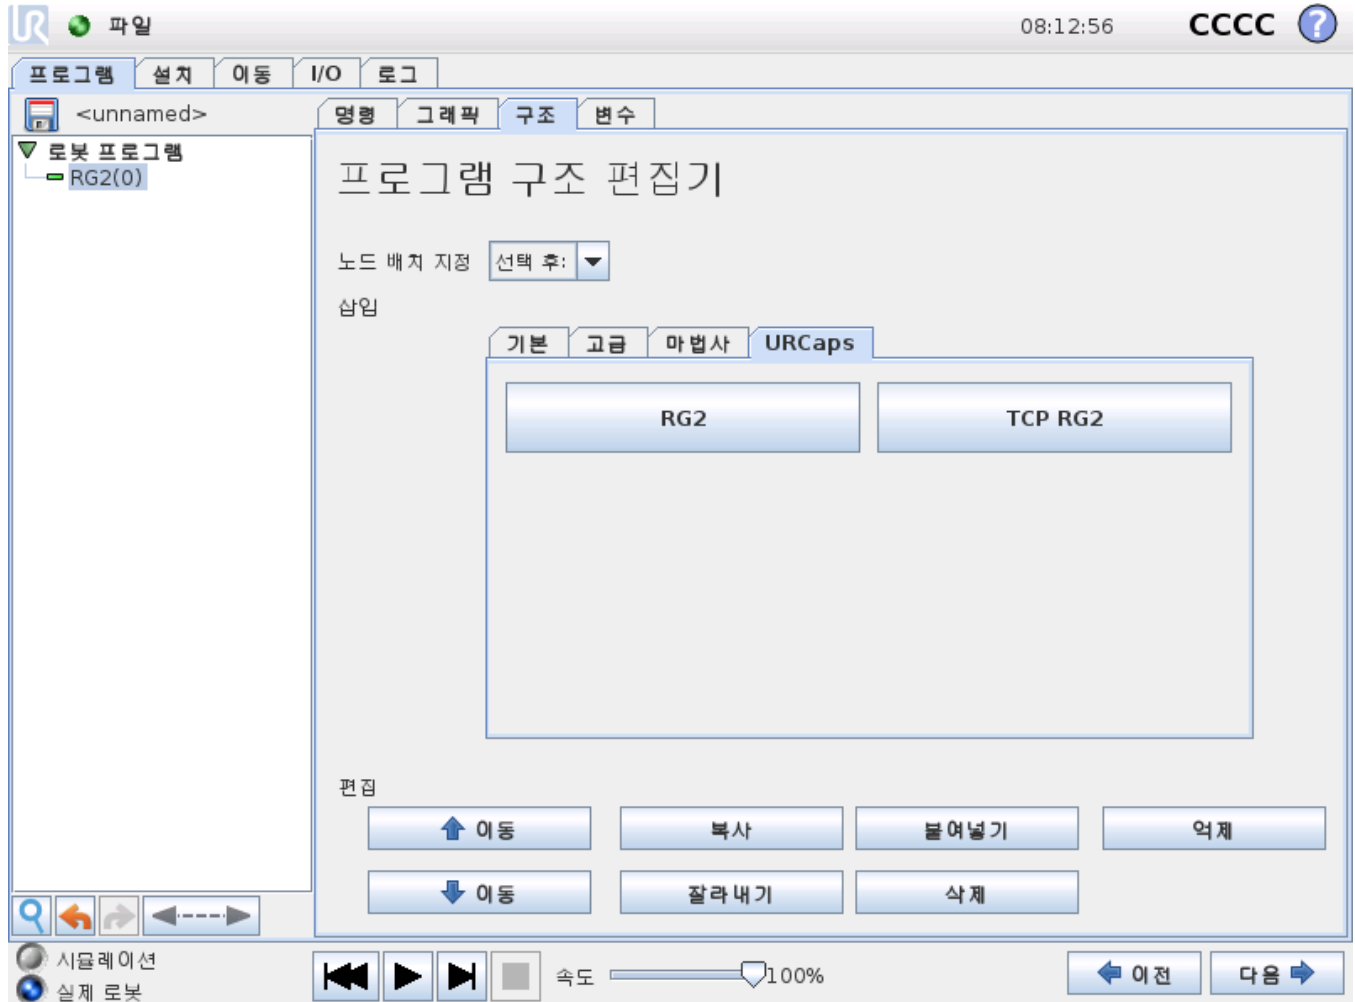 UR 파일 08:12:56 CCCC ?
프로그램 설치 이동 I/O 로그
<unnamed> 명령 그래픽 구조 변수
로봇 프로그램
RG2(0)
프로그램 구조 편집기
노드 배치 지정 선택 후:
삽입
기본 고급 마법사 URCaps
RG2 TCP RG2
편집
이동 복사 붙여넣기 억제
이동 잘라내기 삭제
시뮬레이션
실제 로봇
속도 100% 이전 다음